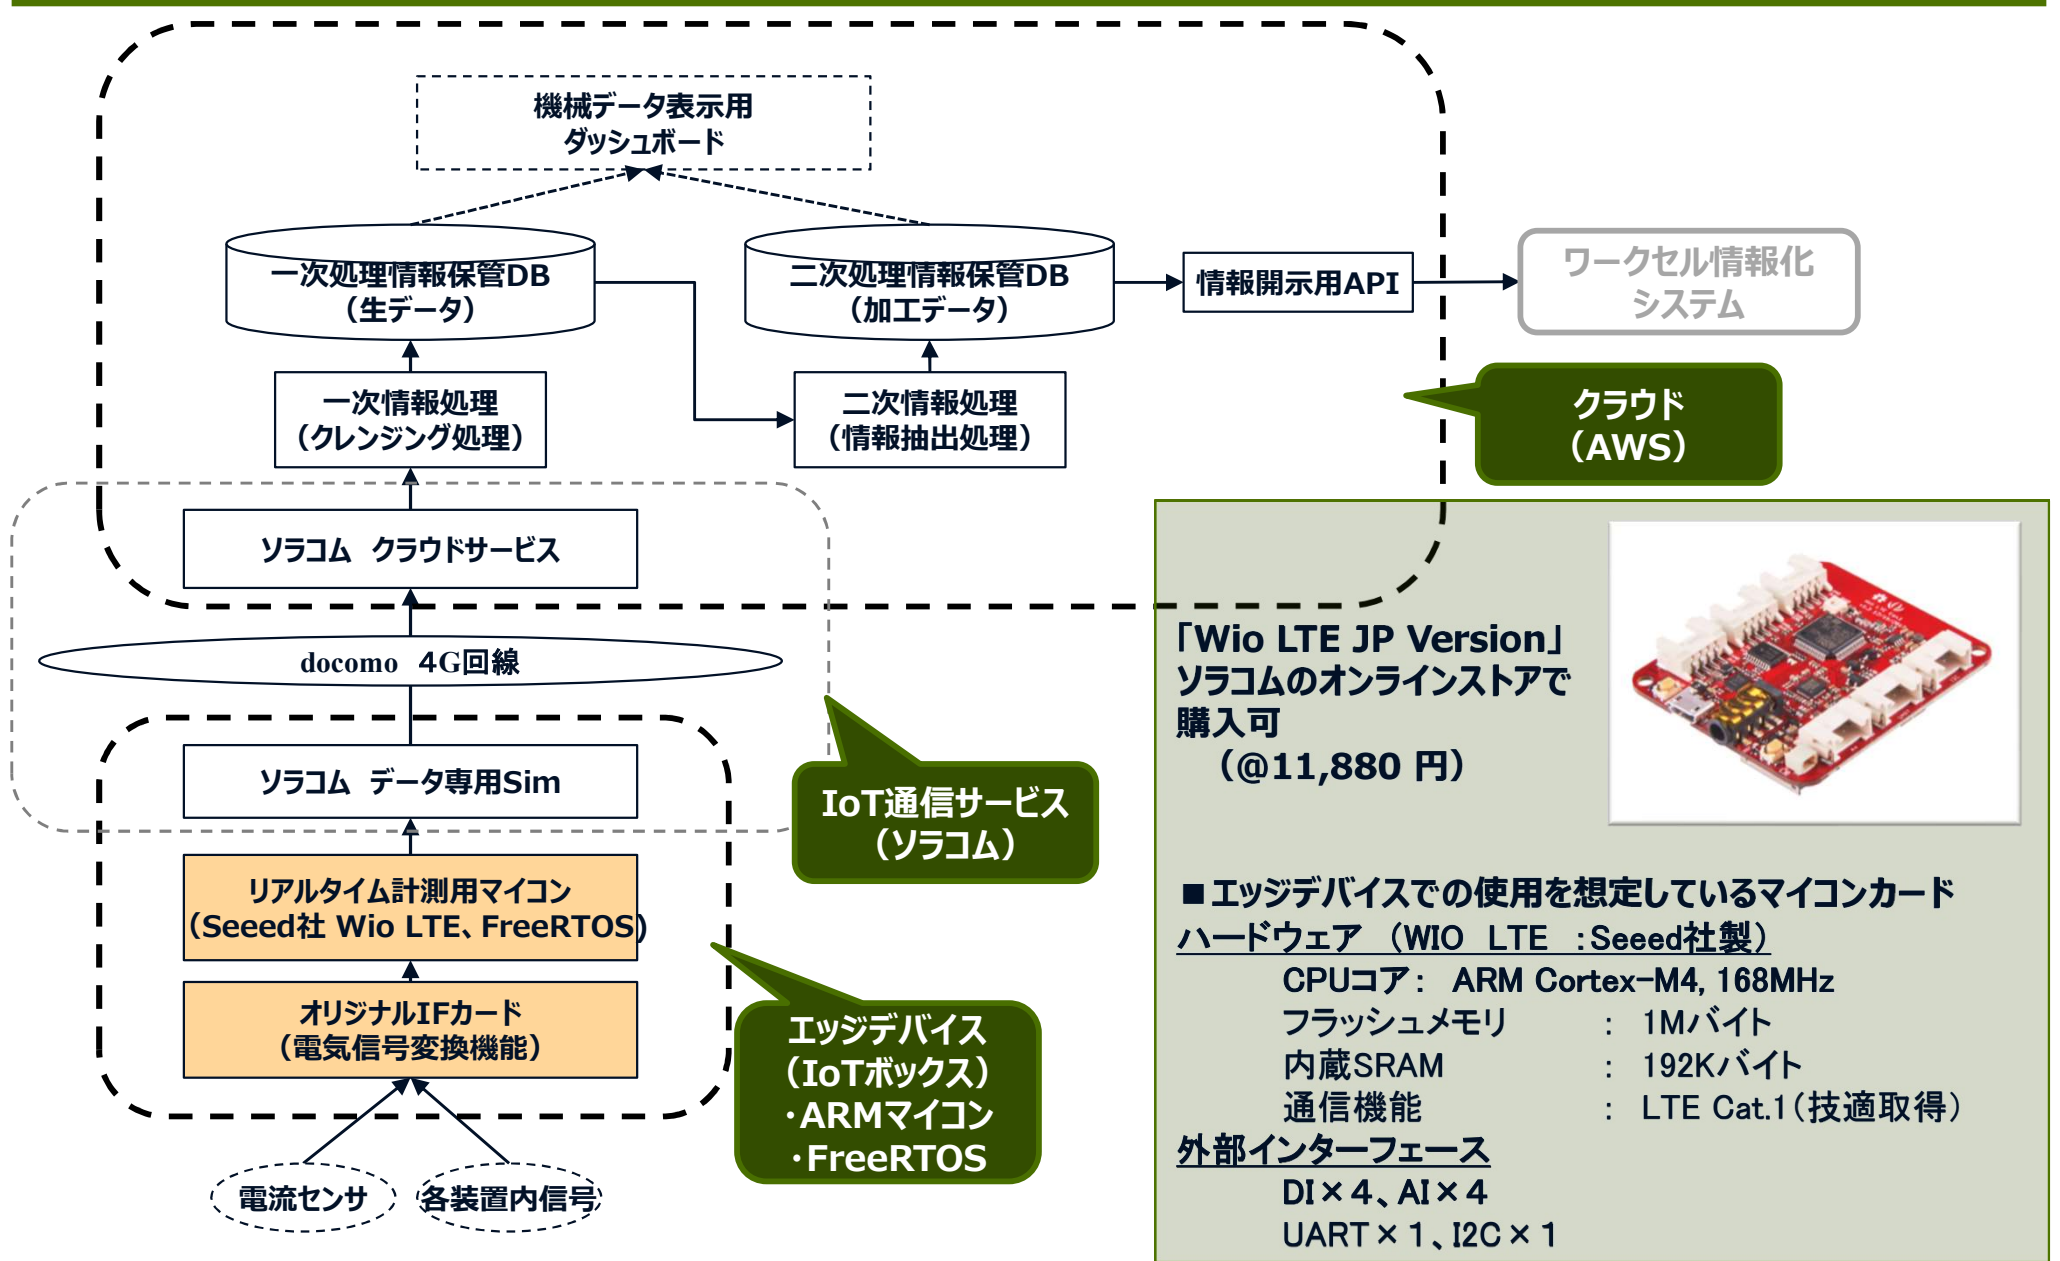 機械データ表示用
ダッシュボード
一次処理情報保管DB
（生データ）
二次処理情報保管DB
（加工データ）
情報開示用API
ワークセル情報化
システム
一次情報処理
（クレンジング処理）
二次情報処理
（情報抽出処理）
クラウド
（AWS）
ソラコム　クラウドサービス
docomo　4G回線
ソラコム　データ専用Sim
IoT通信サービス
（ソラコム）
リアルタイム計測用マイコン
（Seeed社 Wio LTE、FreeRTOS)
オリジナルIFカード
（電気信号変換機能）
エッジデバイス
（IoTボックス）
・ARMマイコン
・FreeRTOS
電流センサ
各装置内信号
「Wio LTE JP Version」
ソラコムのオンラインストアで
購入可
（@11,880 円）
■エッジデバイスでの使用を想定しているマイコンカード
ハードウェア　（WIO　LTE　：Seeed社製）
CPUコア：　ARM Cortex-M4, 168MHz
フラッシュメモリ　：　1Mバイト
内蔵SRAM　：　192Kバイト
通信機能　：　LTE Cat.1（技適取得）
外部インターフェース
DI×４、AI×４
UART×１、I2C×１